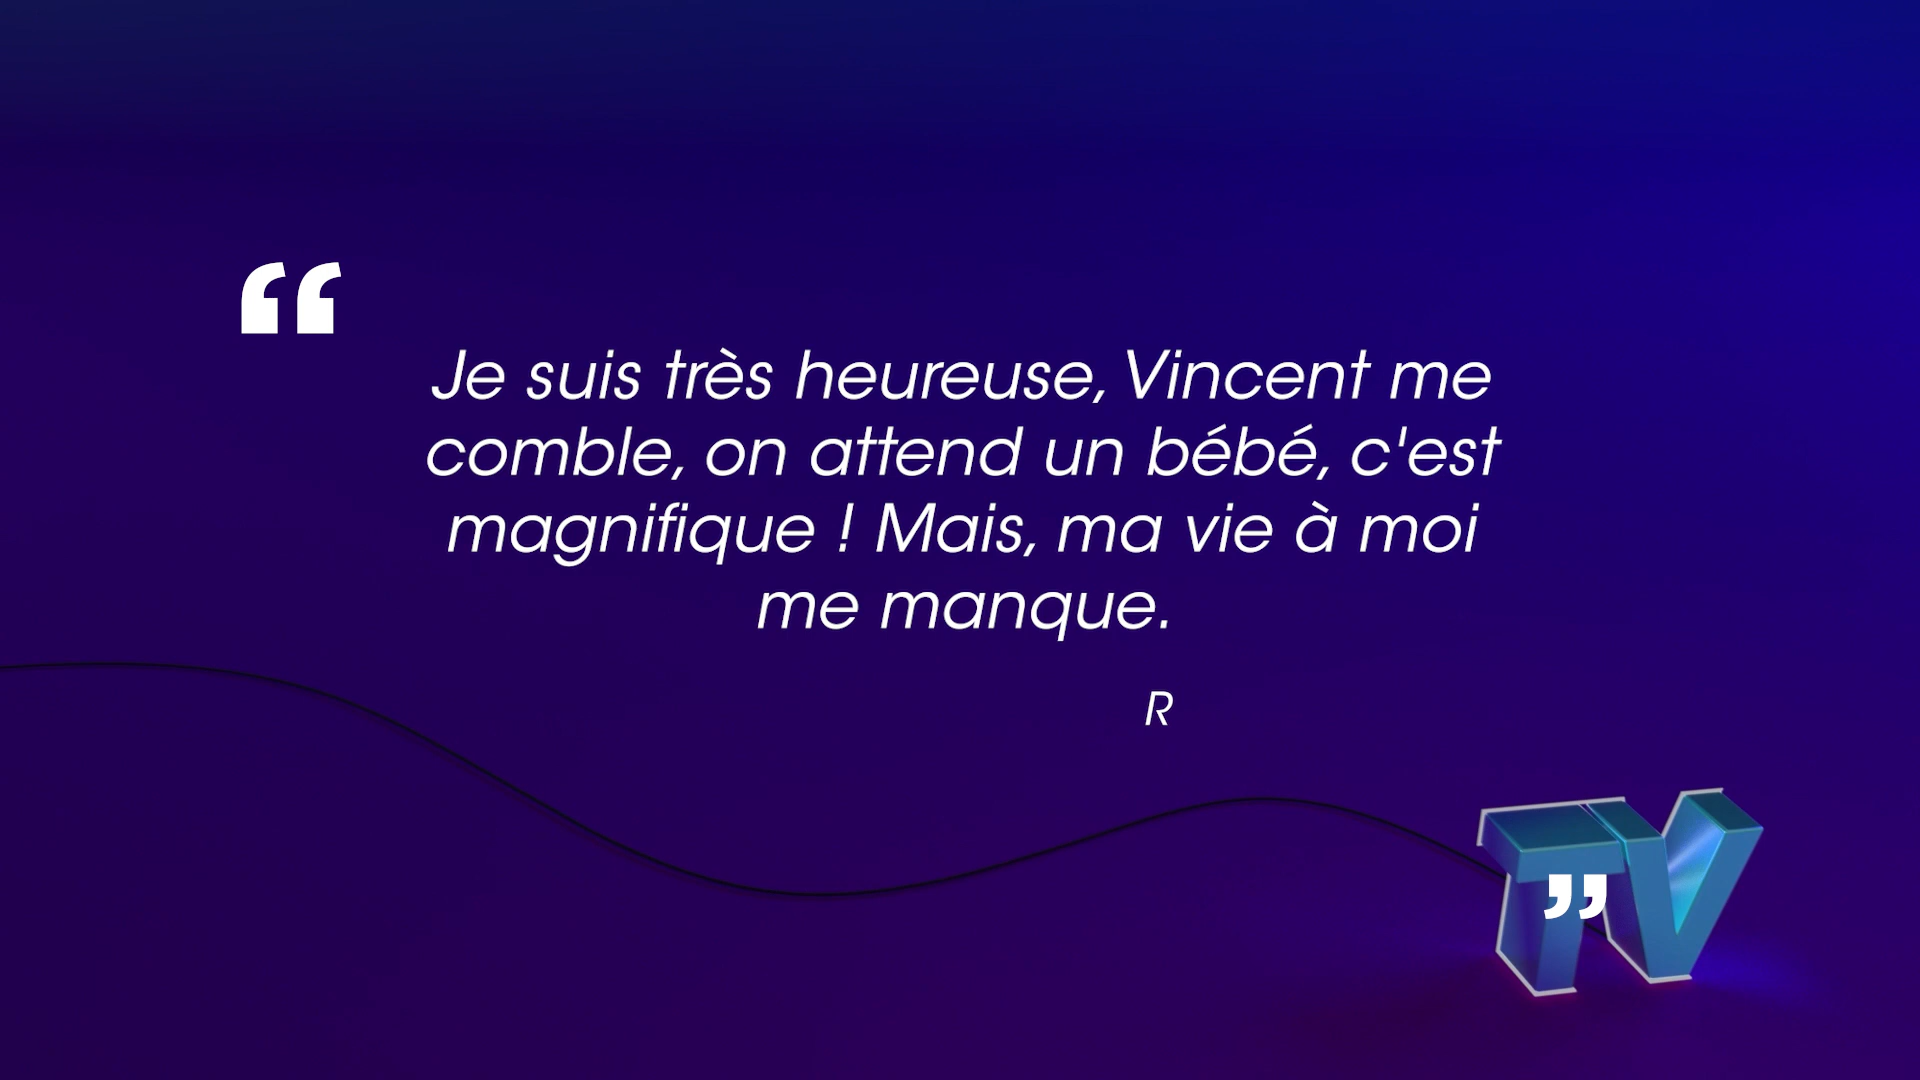 “
Je suis très heureuse, Vincent me
comble, on attend un bébé, c'est
magnifique ! Mais, ma vie à moi
me manque.
R
TV
”